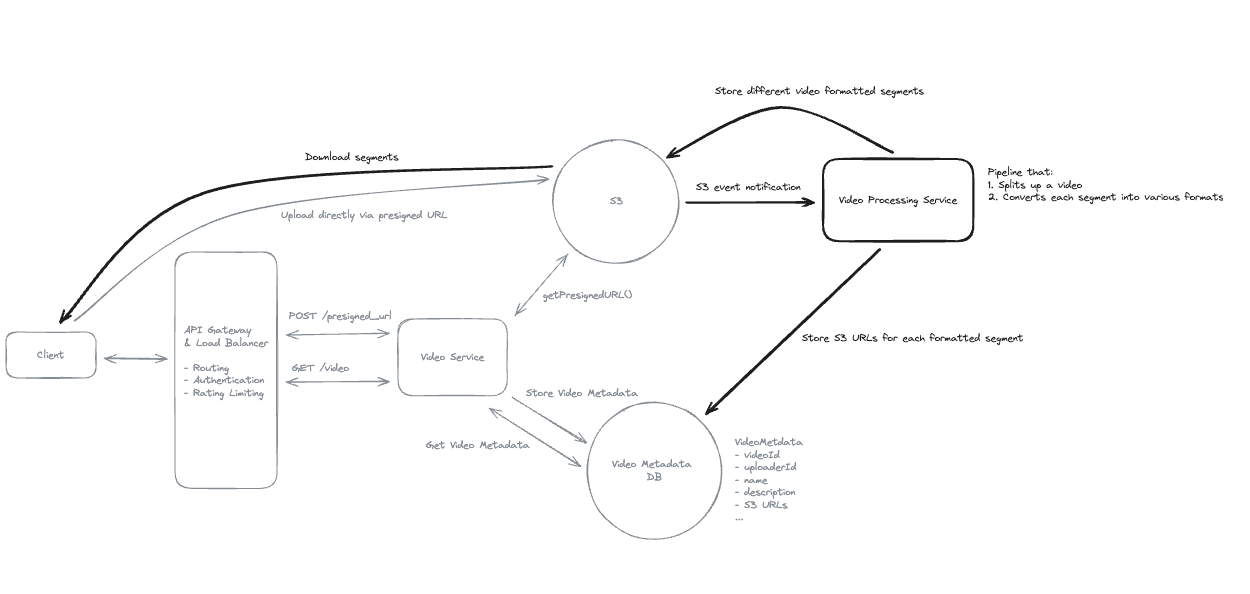 Store different video formatted segments
Download segments
Pipeline that:
1. Splits up a video
2. Converts each segment into various formats
S3 event notification
S3
Video Processing Service
Upload directly via presigned URL
getPresignedURL()
POST /presigned_url
API Gateway
& Load Balancer
- Routing
- Authentication
- Rating Limiting
Client
Video Service
GET /video
Store S3 URLs for each formatted segment
Store Video Metadata
Get Video Metadata
Video Metadata
DB
VideoMetdata
- videoId
- uploaderId
- name
- description
- S3 URLs
...